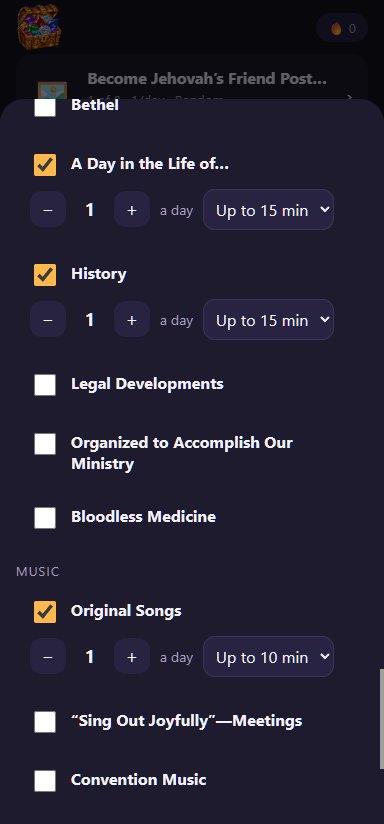 0
Become Jehovah's Friend Post…
Bethel
A Day in the Life of…
− 1 + a day Up to 15 min
History
− 1 + a day Up to 15 min
Legal Developments
Organized to Accomplish Our
Ministry
Bloodless Medicine
MUSIC
Original Songs
− 1 + a day Up to 10 min
“Sing Out Joyfully”—Meetings
Convention Music